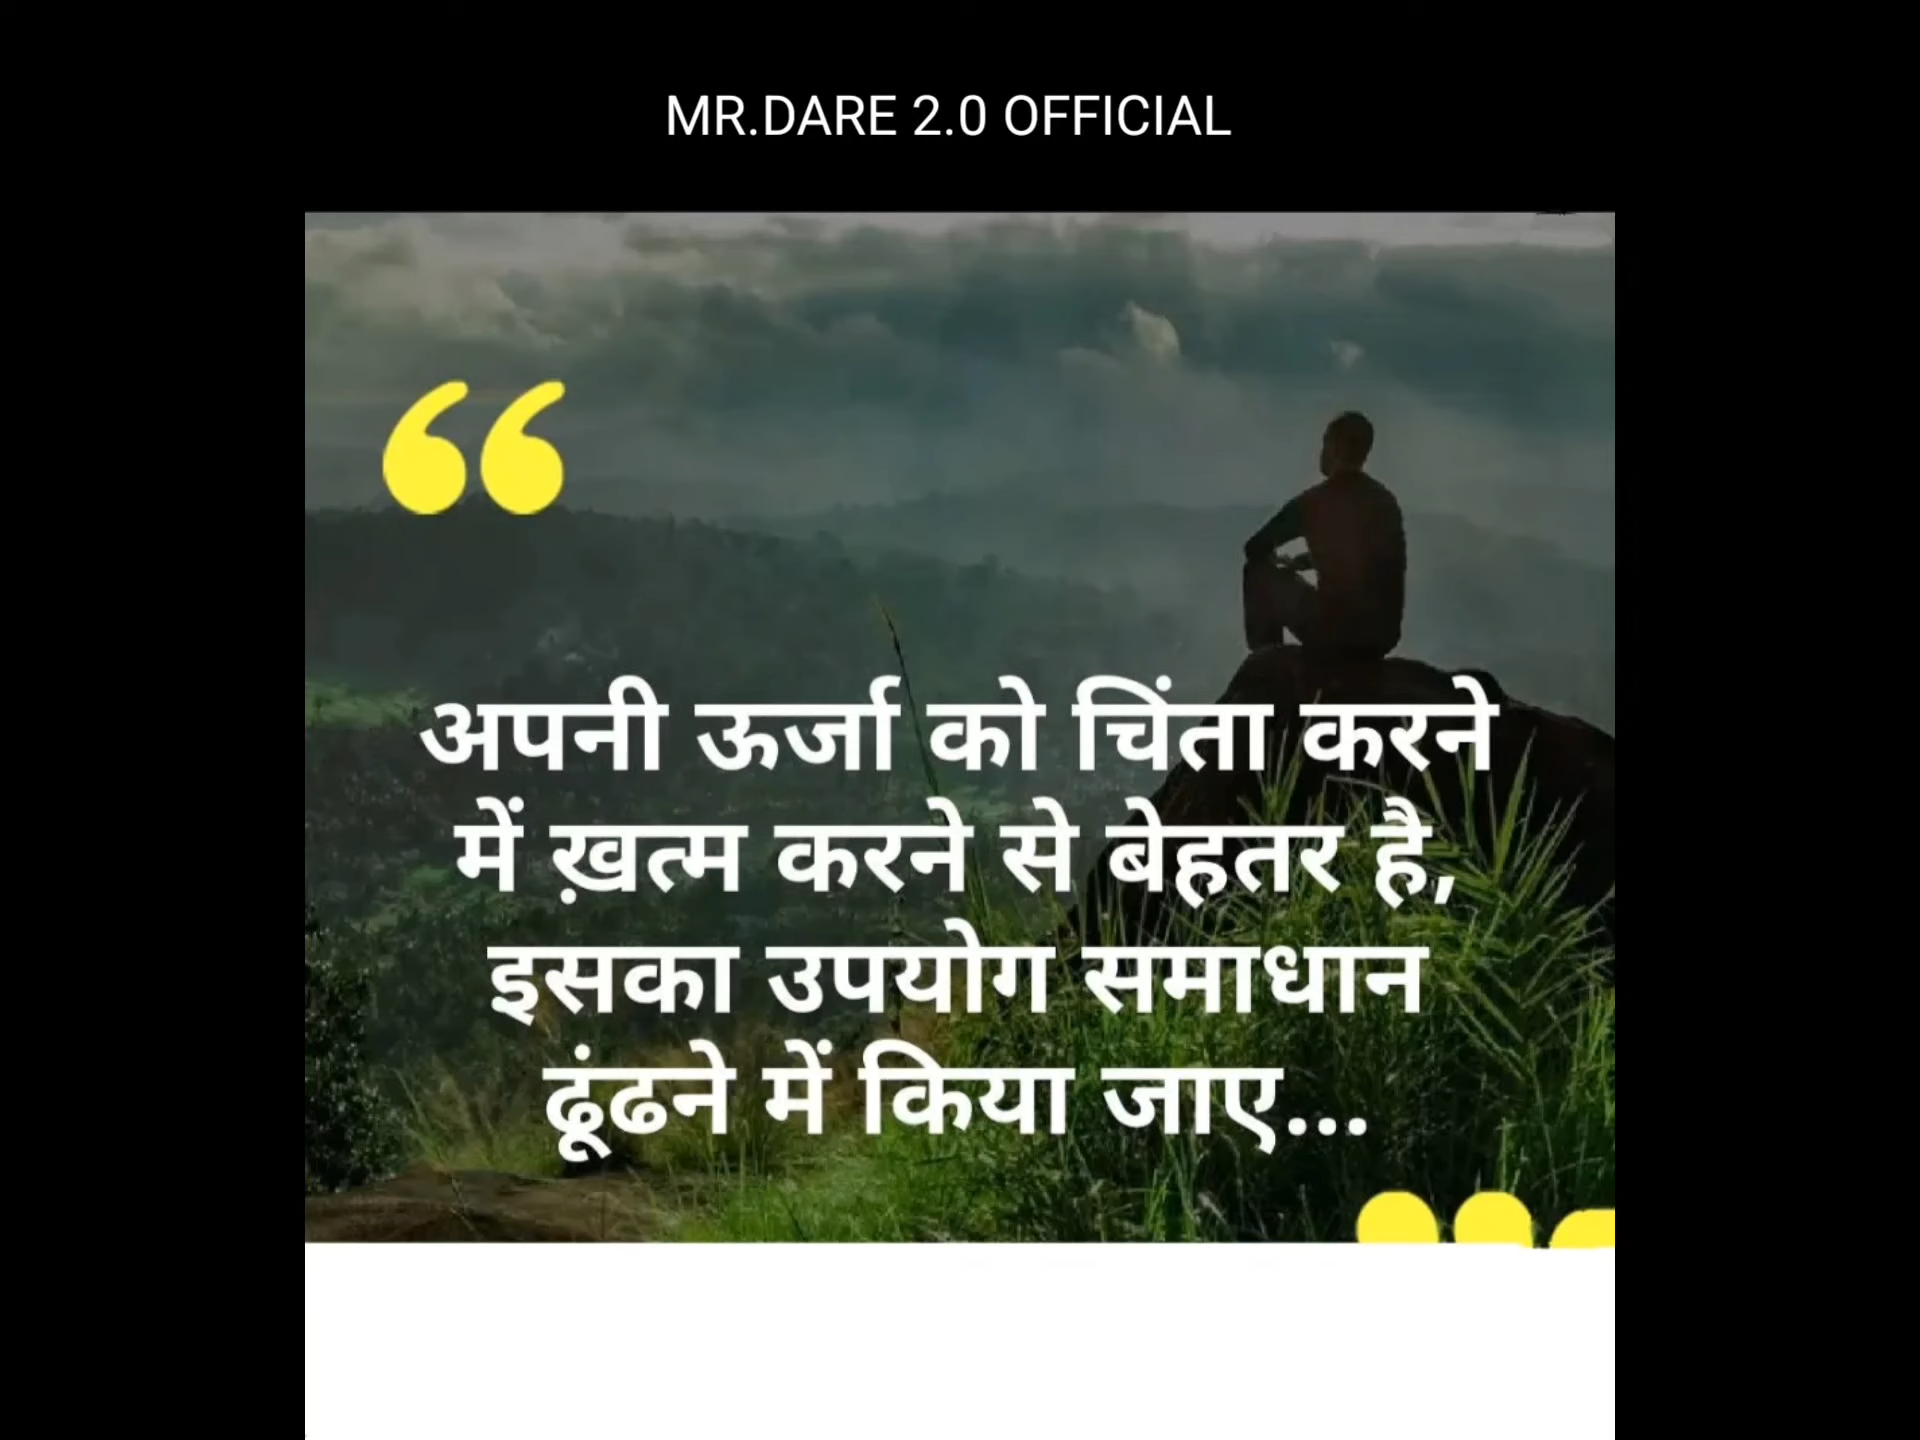 MR.DARE 2.0 OFFICIAL
अपनी ऊर्जा को चिंता करने
में ख़त्म करने से बेहतर है,
इसका उपयोग समाधान
ढूंढने में किया जाए...